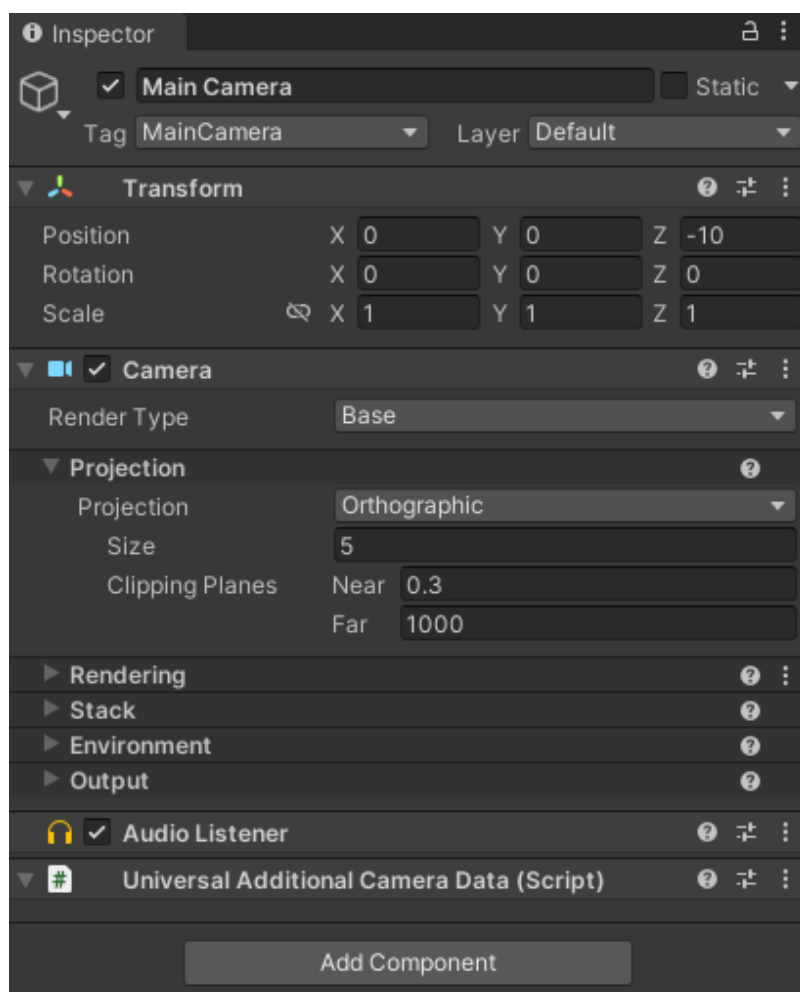 Inspector
Main Camera Static
Tag MainCamera Layer Default
Transform
Position X 0 Y 0 Z -10
Rotation X 0 Y 0 Z 0
Scale X 1 Y 1 Z 1
Camera
Render Type Base
Projection
Projection Orthographic
Size 5
Clipping Planes Near 0.3
Far 1000
Rendering
Stack
Environment
Output
Audio Listener
# Universal Additional Camera Data (Script)
Add Component